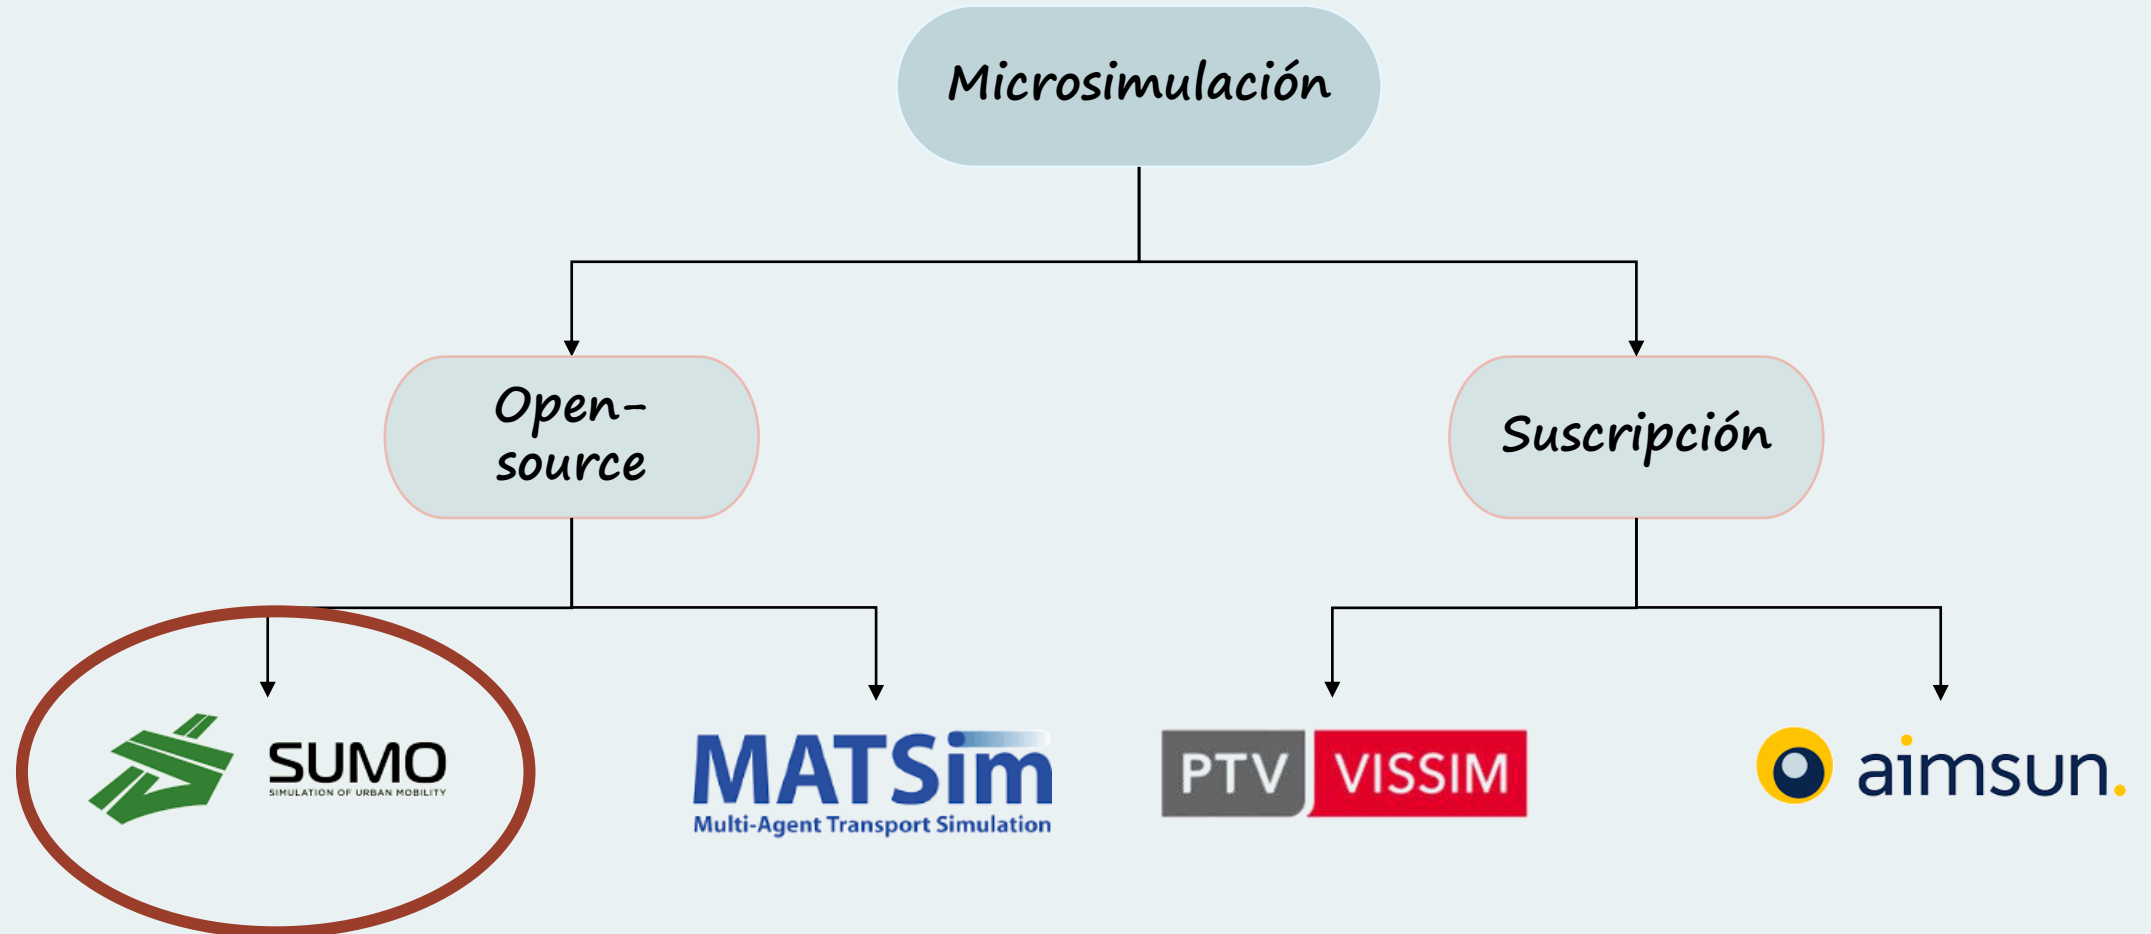 Microsimulación
Open-
source
Suscripción
SUMO
SIMULATION OF URBAN MOBILITY
MATSim
Multi-Agent Transport Simulation
PTV VISSIM
aimsun.